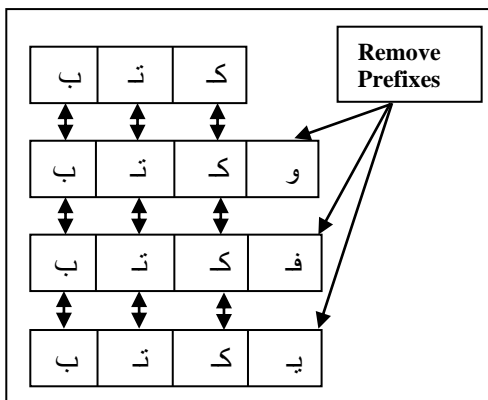 كـ تـ ب
Remove
Prefixes
و كـ تـ ب
فـ كـ تـ ب
يـ كـ تـ ب